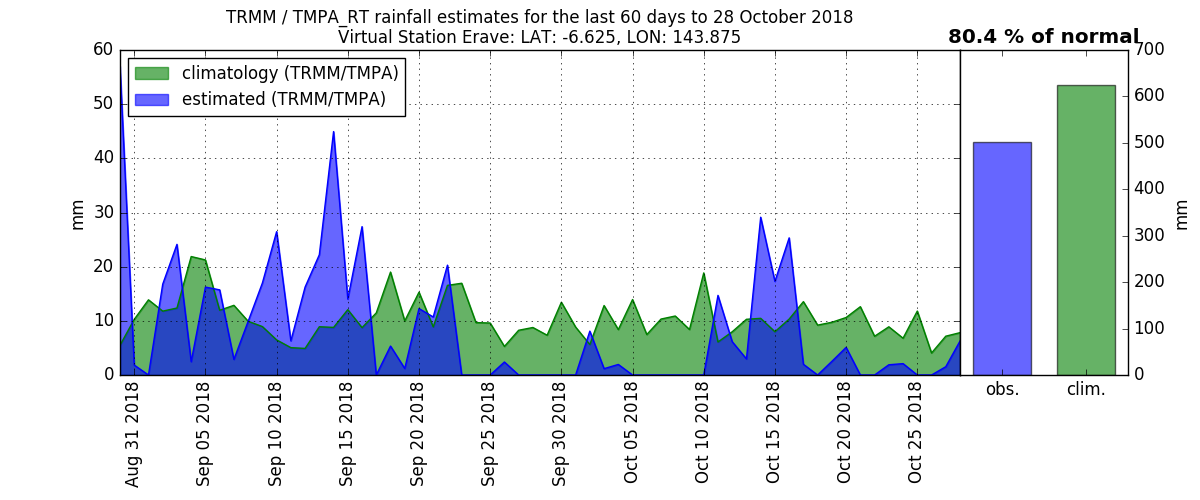 TRMM / TMPA_RT rainfall estimates for the last 60 days to 28 October 2018
Virtual Station Erave: LAT: -6.625, LON: 143.875
80.4 % of normal
climatology (TRMM/TMPA)
estimated (TRMM/TMPA)
60
50
40
30
20
10
0
mm
Aug 31 2018
Sep 05 2018
Sep 10 2018
Sep 15 2018
Sep 20 2018
Sep 25 2018
Sep 30 2018
Oct 05 2018
Oct 10 2018
Oct 15 2018
Oct 20 2018
Oct 25 2018
obs.
clim.
700
600
500
400
300
200
100
0
mm